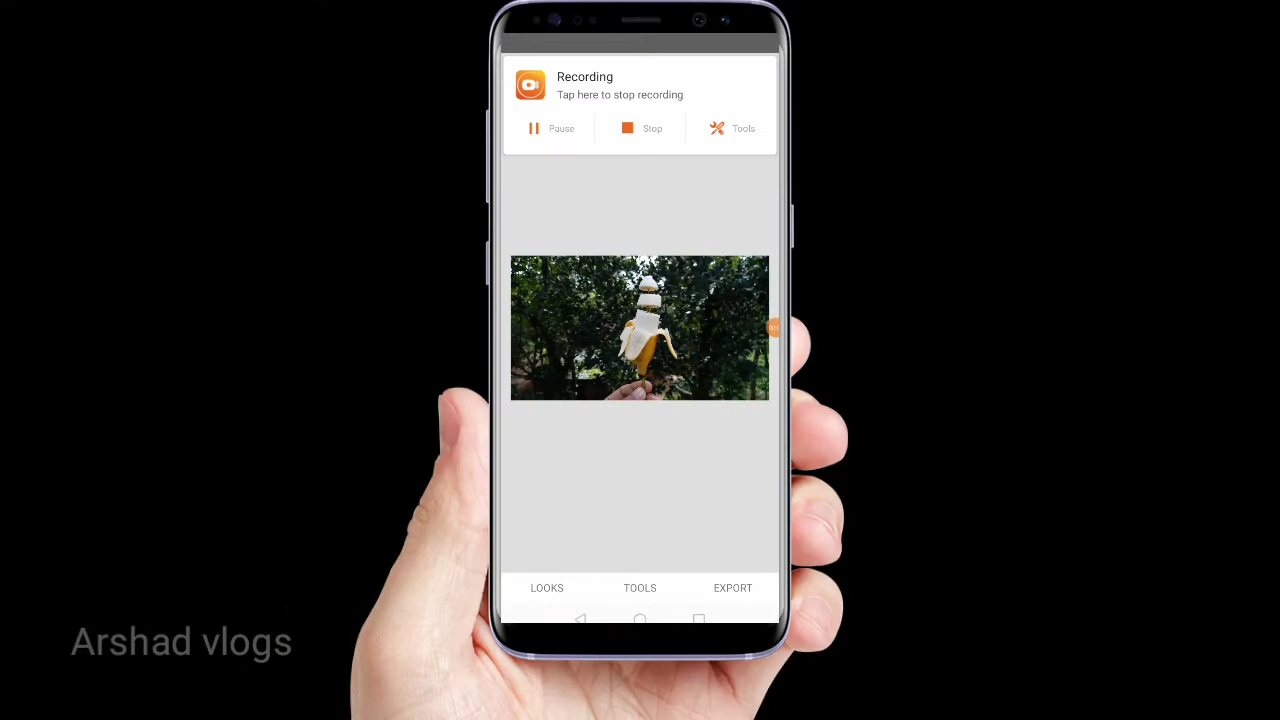 Recording
Tap here to stop recording
Pause
Stop
Tools
LOOKS
TOOLS
EXPORT
Arshad vlogs